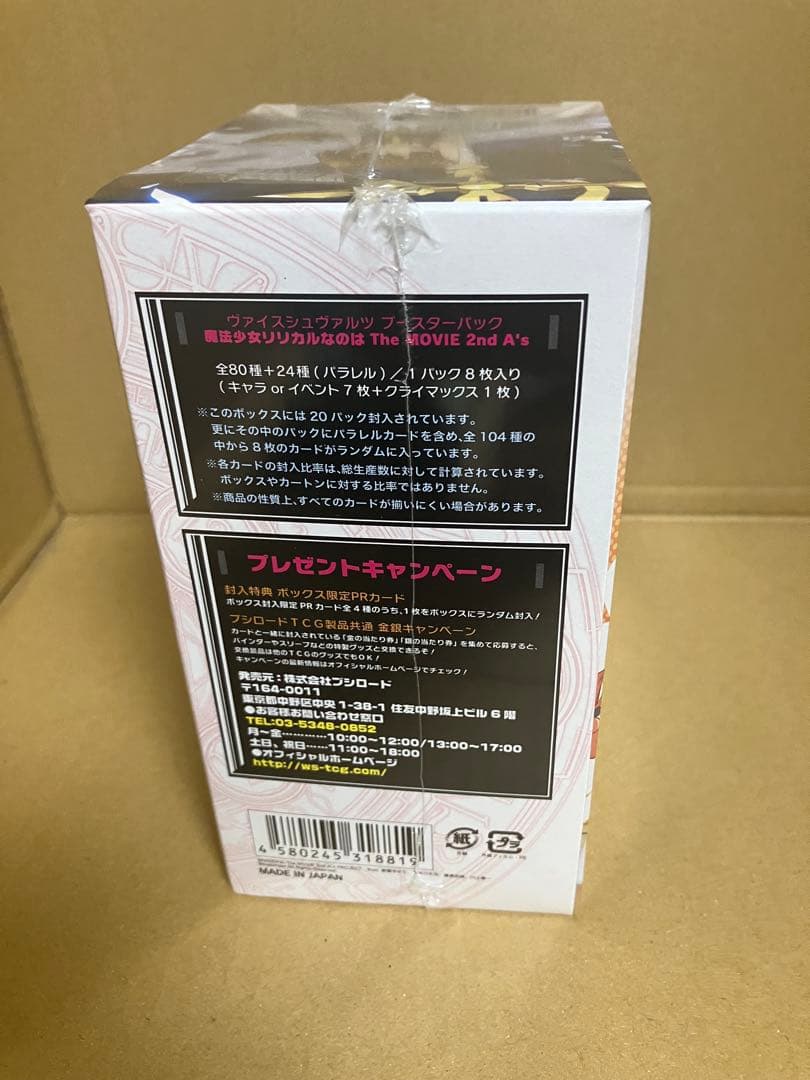 ヴァイスシュヴァルツ ブースターパック
魔法少女リリカルなのは The MOVIE 2nd A's
全80種＋24種(パラレル)／1パック8枚入り
(キャラ or イベント7枚＋クライマックス1枚)
※このボックスには20パック封入されています。
更にその中のパックにパラレルカードを含め、全104種の
中から8枚のカードがランダムに入っています。
※各カードの封入比率は、総生産数に対して計算されています。
ボックスやカートンに対する比率ではありません。
※商品の性質上、すべてのカードが揃いにくい場合があります。
プレゼントキャンペーン
封入特典 ボックス限定PRカード
ボックス封入限定PRカード全4種のうち、1枚をボックスにランダム封入！
ブシロードTCG製品共通 金銀キャンペーン
カードと一緒に封入されている「金の当たり券」「銀の当たり券」を集めて応募すると、
バインダーやスリーブなどの特製グッズと交換できるぞ！
交換製品は他のTCGのグッズでもOK！
キャンペーンの最新情報はオフィシャルホームページでチェック！
発売元：株式会社ブシロード
〒164-0011
東京都中野区中央1-38-1 住友中野坂上ビル6階
●お客様お問い合わせ窓口
TEL:03-5348-0852
月～金…………10:00～12:00/13:00～17:00
土日、祝日……11:00～18:00
●オフィシャルホームページ
http://ws-tcg.com/
紙
プラ
4 580245 318819
MADE IN JAPAN